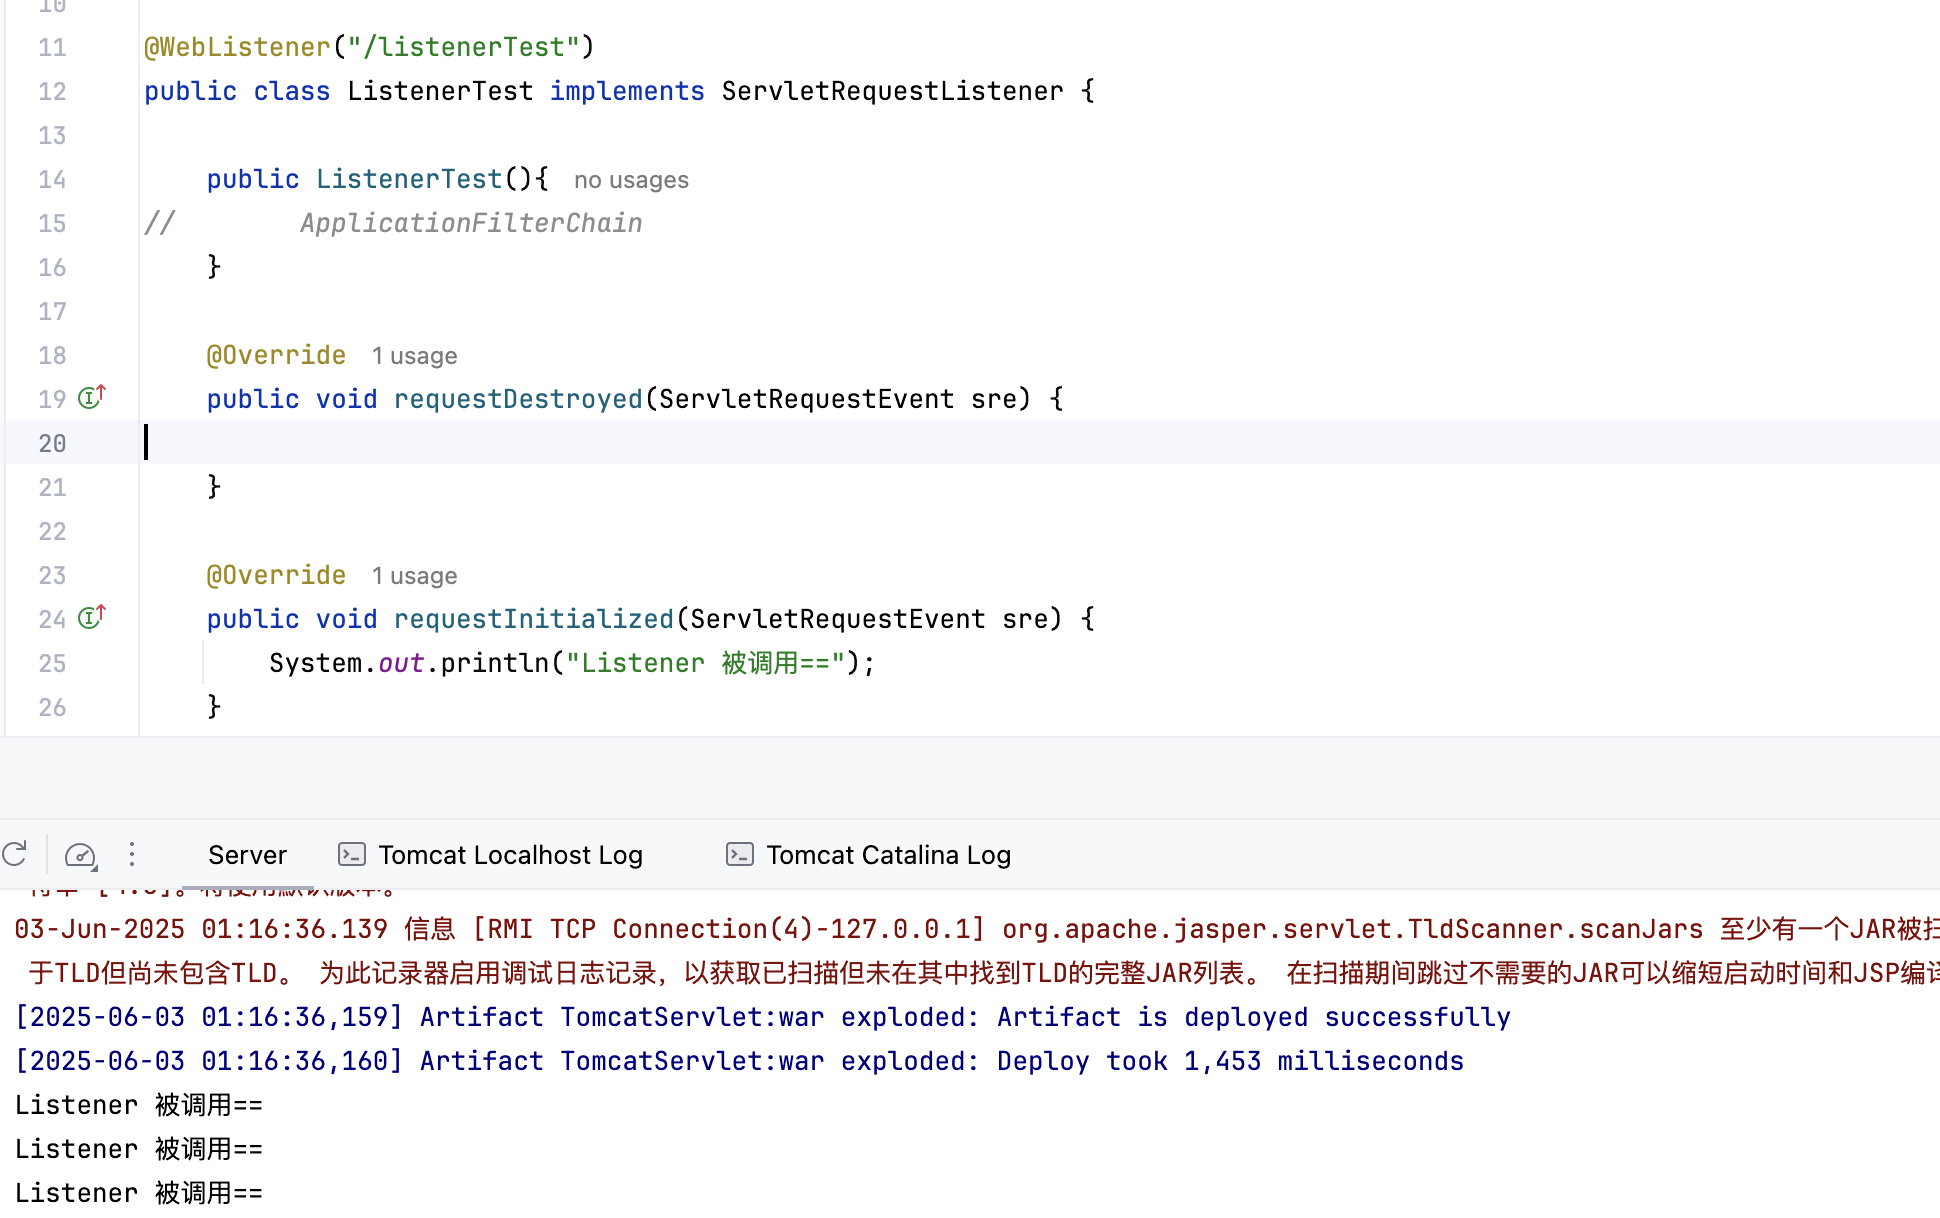 10
11 @WebListener("/listenerTest")
12 public class ListenerTest implements ServletRequestListener {
13
14 public ListenerTest(){ no usages
15 // ApplicationFilterChain
16 }
17
18 @Override 1 usage
19 public void requestDestroyed(ServletRequestEvent sre) {
20
21 }
22
23 @Override 1 usage
24 public void requestInitialized(ServletRequestEvent sre) {
25 System.out.println("Listener 被调用==");
26 }
Server Tomcat Localhost Log Tomcat Catalina Log
03-Jun-2025 01:16:36.139 信息 [RMI TCP Connection(4)-127.0.0.1] org.apache.jasper.servlet.TldScanner.scanJars 至少有一个JAR被扫
于TLD但尚未包含TLD。 为此记录器启用调试日志记录，以获取已扫描但未在其中找到TLD的完整JAR列表。 在扫描期间跳过不需要的JAR可以缩短启动时间和JSP编译
[2025-06-03 01:16:36,159] Artifact TomcatServlet:war exploded: Artifact is deployed successfully
[2025-06-03 01:16:36,160] Artifact TomcatServlet:war exploded: Deploy took 1,453 milliseconds
Listener 被调用==
Listener 被调用==
Listener 被调用==